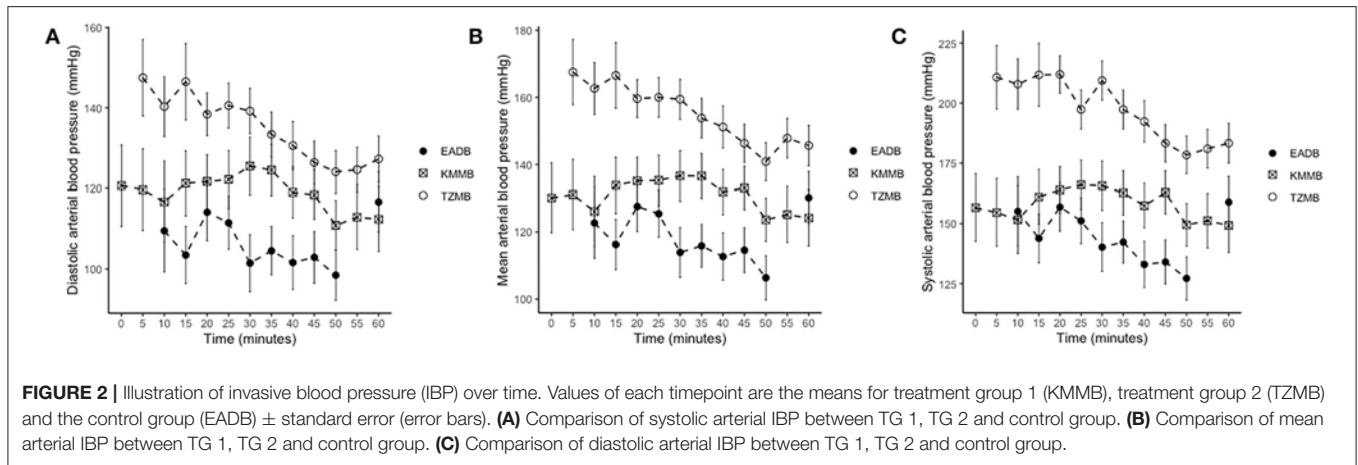 A
Diastolic arterial blood pressure (mmHg)
160
140
120
100
0 5 10 15 20 25 30 35 40 45 50 55 60
Time (minutes)
EADB
KMMB
TZMB
B
Mean arterial blood pressure (mmHg)
180
160
140
120
100
0 5 10 15 20 25 30 35 40 45 50 55 60
Time (minutes)
EADB
KMMB
TZMB
C
Systolic arterial blood pressure (mmHg)
225
200
175
150
125
0 5 10 15 20 25 30 35 40 45 50 55 60
Time (minutes)
EADB
KMMB
TZMB
FIGURE 2 | Illustration of invasive blood pressure (IBP) over time. Values of each timepoint are the means for treatment group 1 (KMMB), treatment group 2 (TZMB)
and the control group (EADB) ± standard error (error bars). (A) Comparison of systolic arterial IBP between TG 1, TG 2 and control group. (B) Comparison of mean
arterial IBP between TG 1, TG 2 and control group. (C) Comparison of diastolic arterial IBP between TG 1, TG 2 and control group.